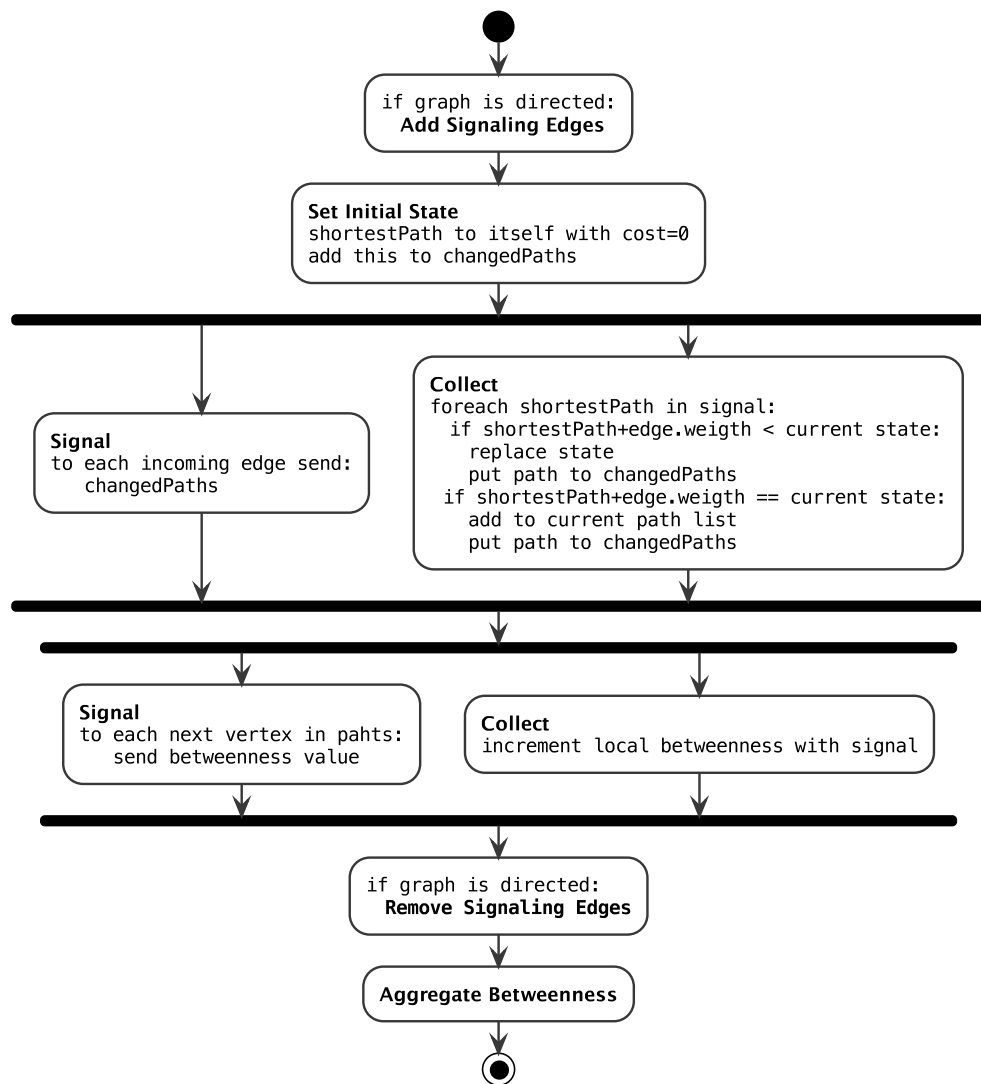 if graph is directed:
Add Signaling Edges
Set Initial State
shortestPath to itself with cost=0
add this to changedPaths
Signal
to each incoming edge send:
changedPaths
Collect
foreach shortestPath in signal:
if shortestPath+edge.weigth < current state:
replace state
put path to changedPaths
if shortestPath+edge.weigth == current state:
add to current path list
put path to changedPaths
Signal
to each next vertex in pahts:
send betweenness value
Collect
increment local betweenness with signal
if graph is directed:
Remove Signaling Edges
Aggregate Betweenness